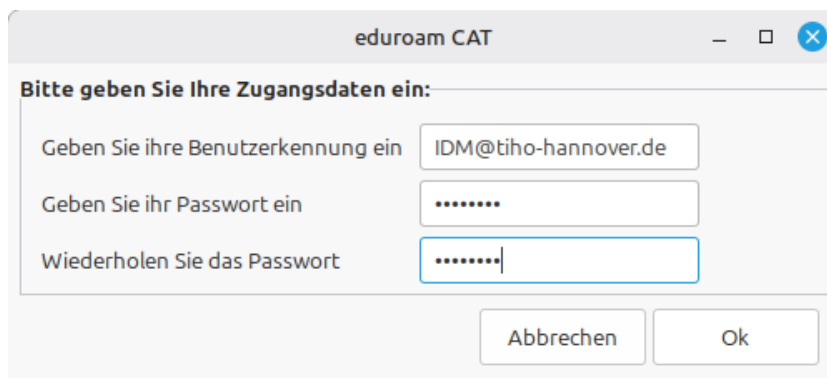 eduroam CAT
Bitte geben Sie Ihre Zugangsdaten ein:
Geben Sie ihre Benutzerkennung ein IDM@tiho-hannover.de
Geben Sie ihr Passwort ein ••••••••
Wiederholen Sie das Passwort ••••••••
Abbrechen Ok